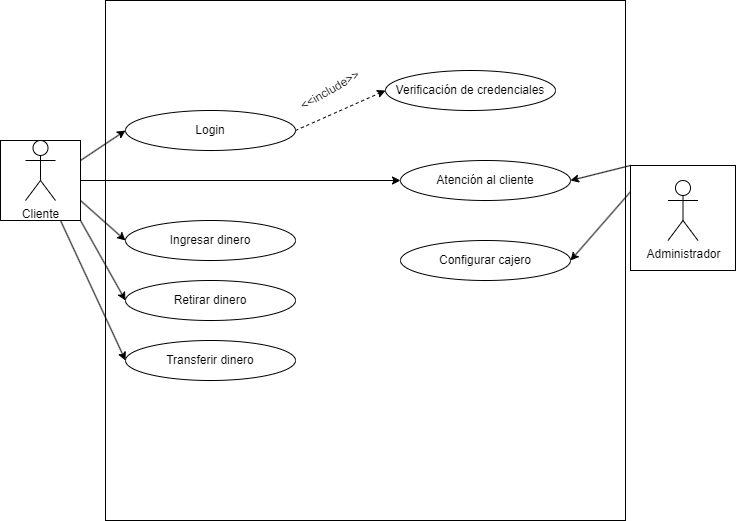 <<include>>
Verificación de credenciales
Login
Atención al cliente
Cliente
Ingresar dinero
Configurar cajero
Administrador
Retirar dinero
Transferir dinero